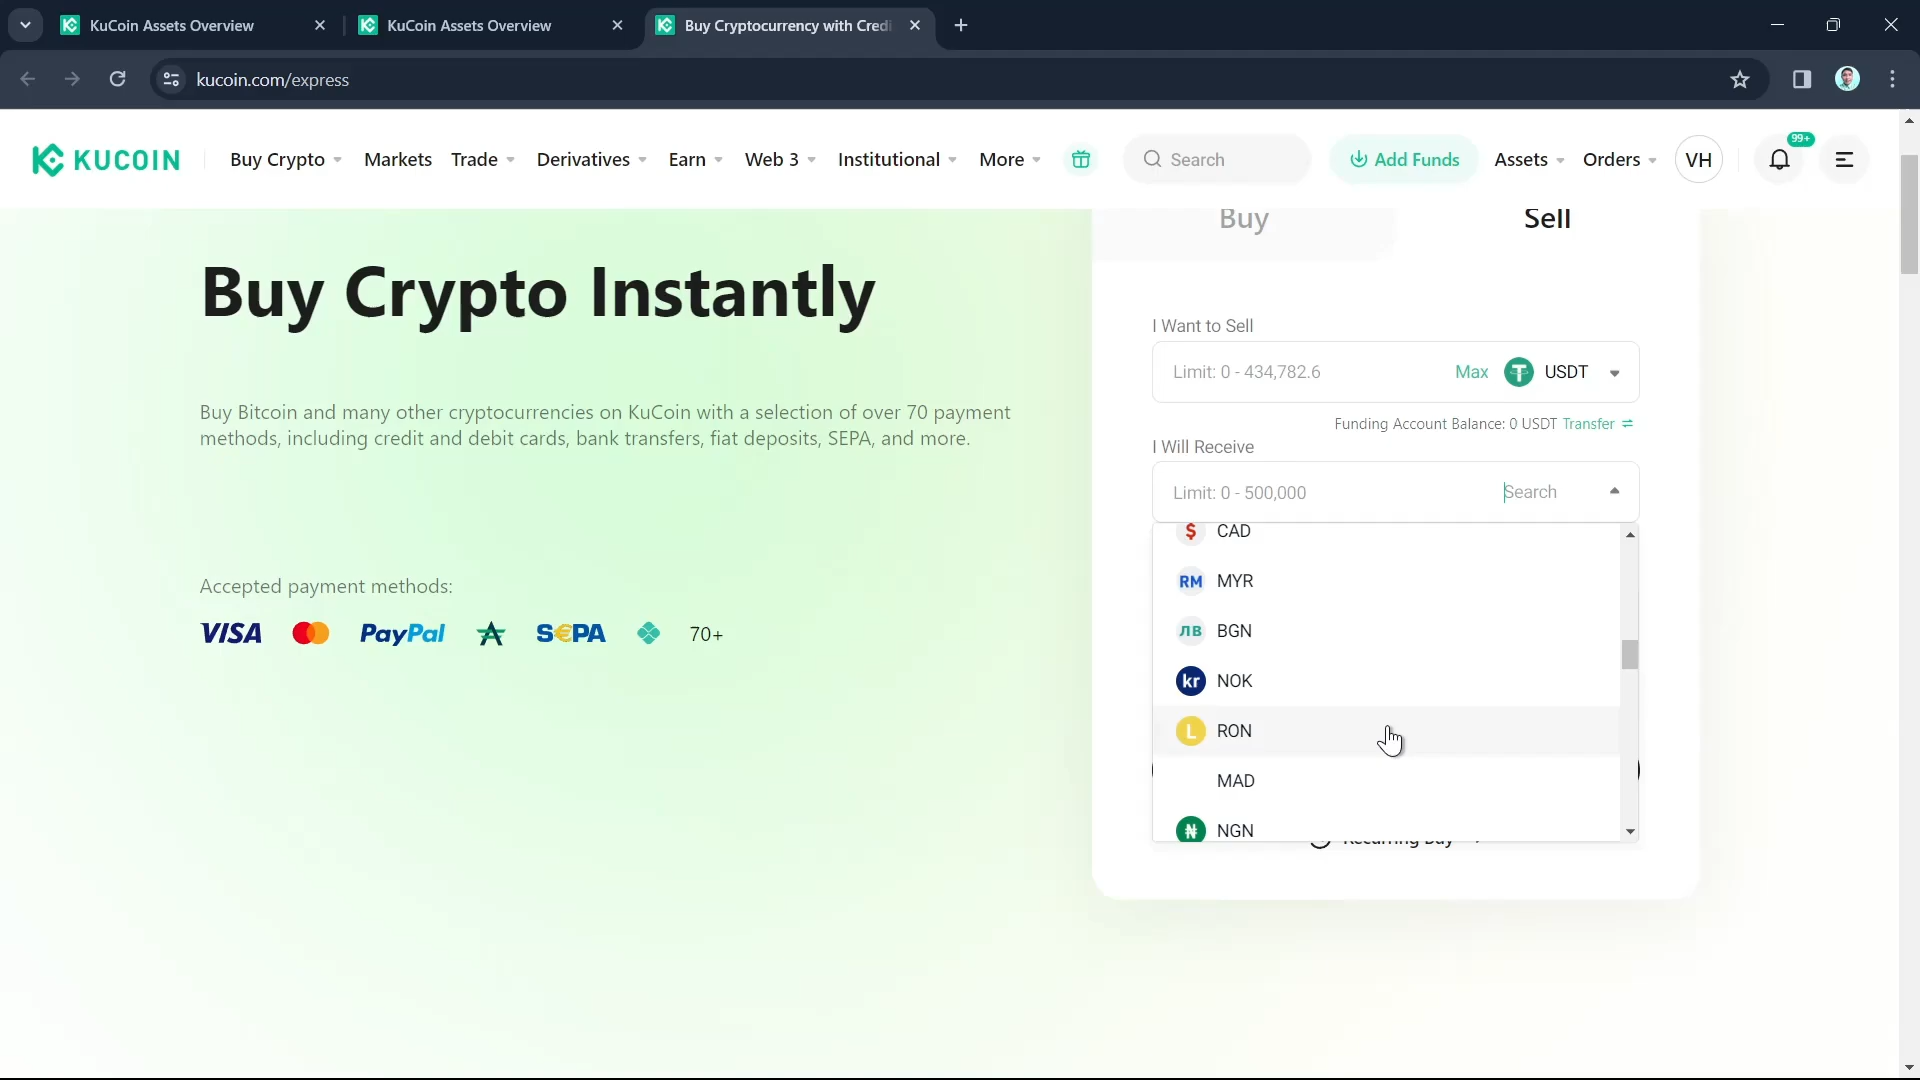 KuCoin Assets Overview
KuCoin Assets Overview
Buy Cryptocurrency with Credi
kucoin.com/express
KUCOIN
Buy Crypto
Markets
Trade
Derivatives
Earn
Web 3
Institutional
More
Search
Add Funds
Assets
Orders
VH
99+
Buy
Sell
Buy Crypto Instantly
Buy Bitcoin and many other cryptocurrencies on KuCoin with a selection of over 70 payment
methods, including credit and debit cards, bank transfers, fiat deposits, SEPA, and more.
Accepted payment methods:
VISA
PayPal
S€PA
70+
I Want to Sell
Limit: 0 - 434,782.6
Max
USDT
Funding Account Balance: 0 USDT Transfer
I Will Receive
Limit: 0 - 500,000
Search
$ CAD
RM MYR
ЛВ BGN
kr NOK
L RON
MAD
₦ NGN
Recurring Buy